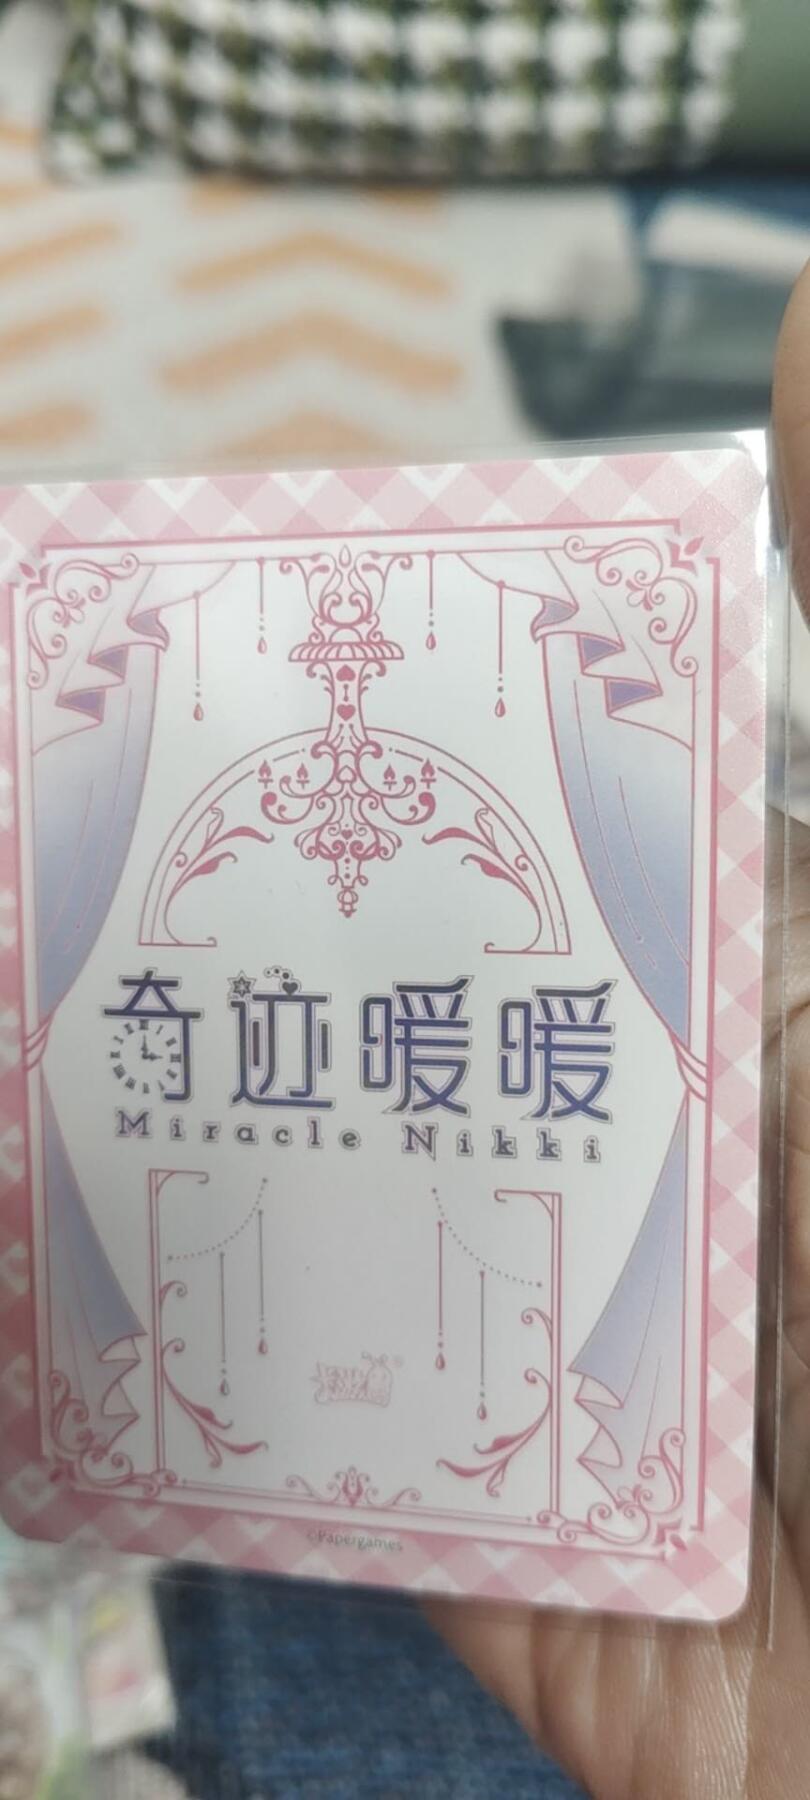 奇迹暖暖
Miracle Nikki
©Papergames